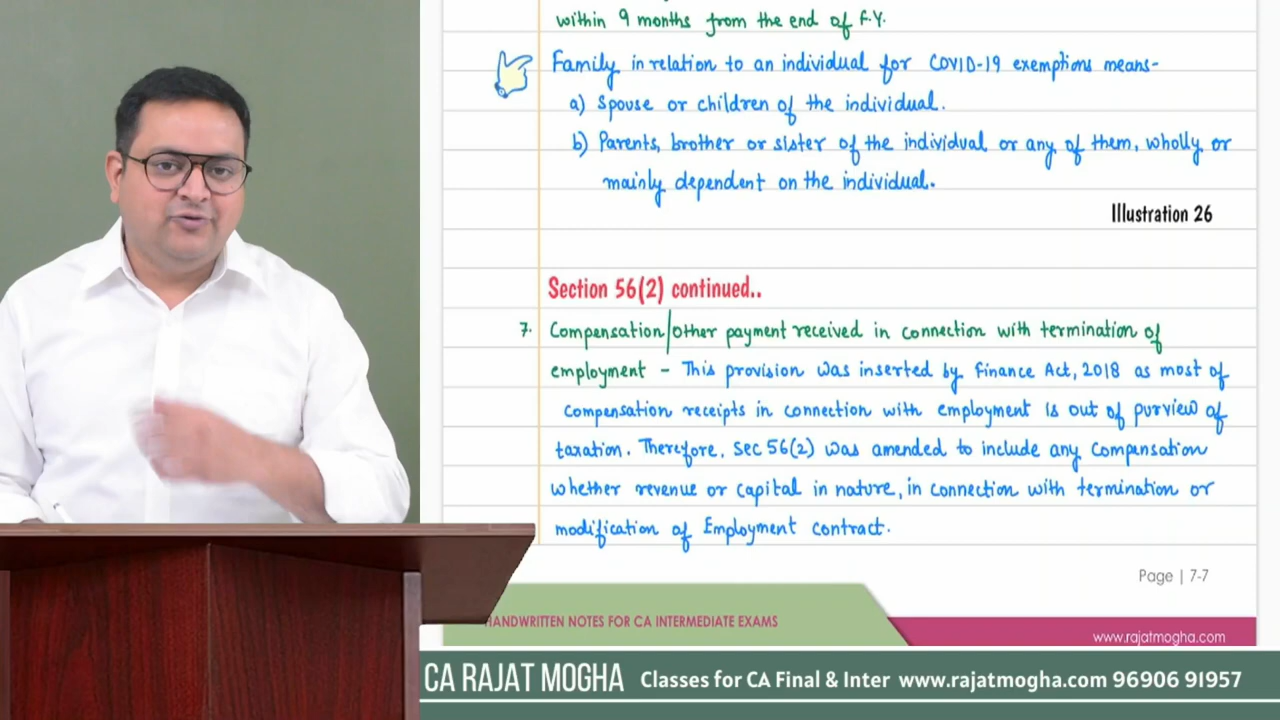 within 9 months from the end of F.Y.
Family in relation to an individual for COVID-19 exemptions means-
a) Spouse or children of the individual.
b) Parents, brother or sister of the individual or any of them, wholly or
mainly dependent on the individual.
Illustration 26
Section 56(2) continued..
7. Compensation/other payment received in connection with termination of
employment - This provision was inserted by Finance Act, 2018 as most of
compensation receipts in connection with employment is out of purview of
taxation. Therefore, Sec 56(2) was amended to include any compensation
whether revenue or capital in nature, in connection with termination or
modification of Employment contract.
Page | 7-7
HANDWRITTEN NOTES FOR CA INTERMEDIATE EXAMS
www.rajatmogha.com
CA RAJAT MOGHA Classes for CA Final & Inter www.rajatmogha.com 96906 91957